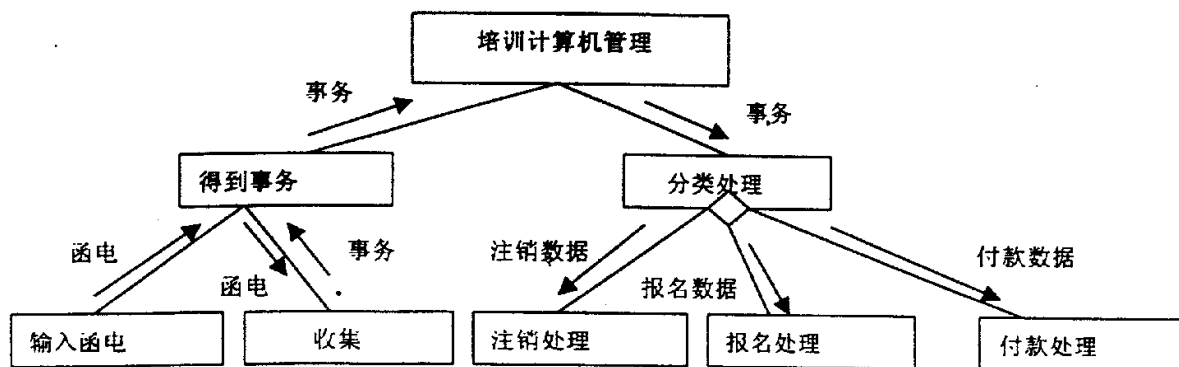 培训计算机管理
事务
事务
得到事务
分类处理
函电
函电
事务
注销数据
报名数据
付款数据
输入函电
收集
注销处理
报名处理
付款处理